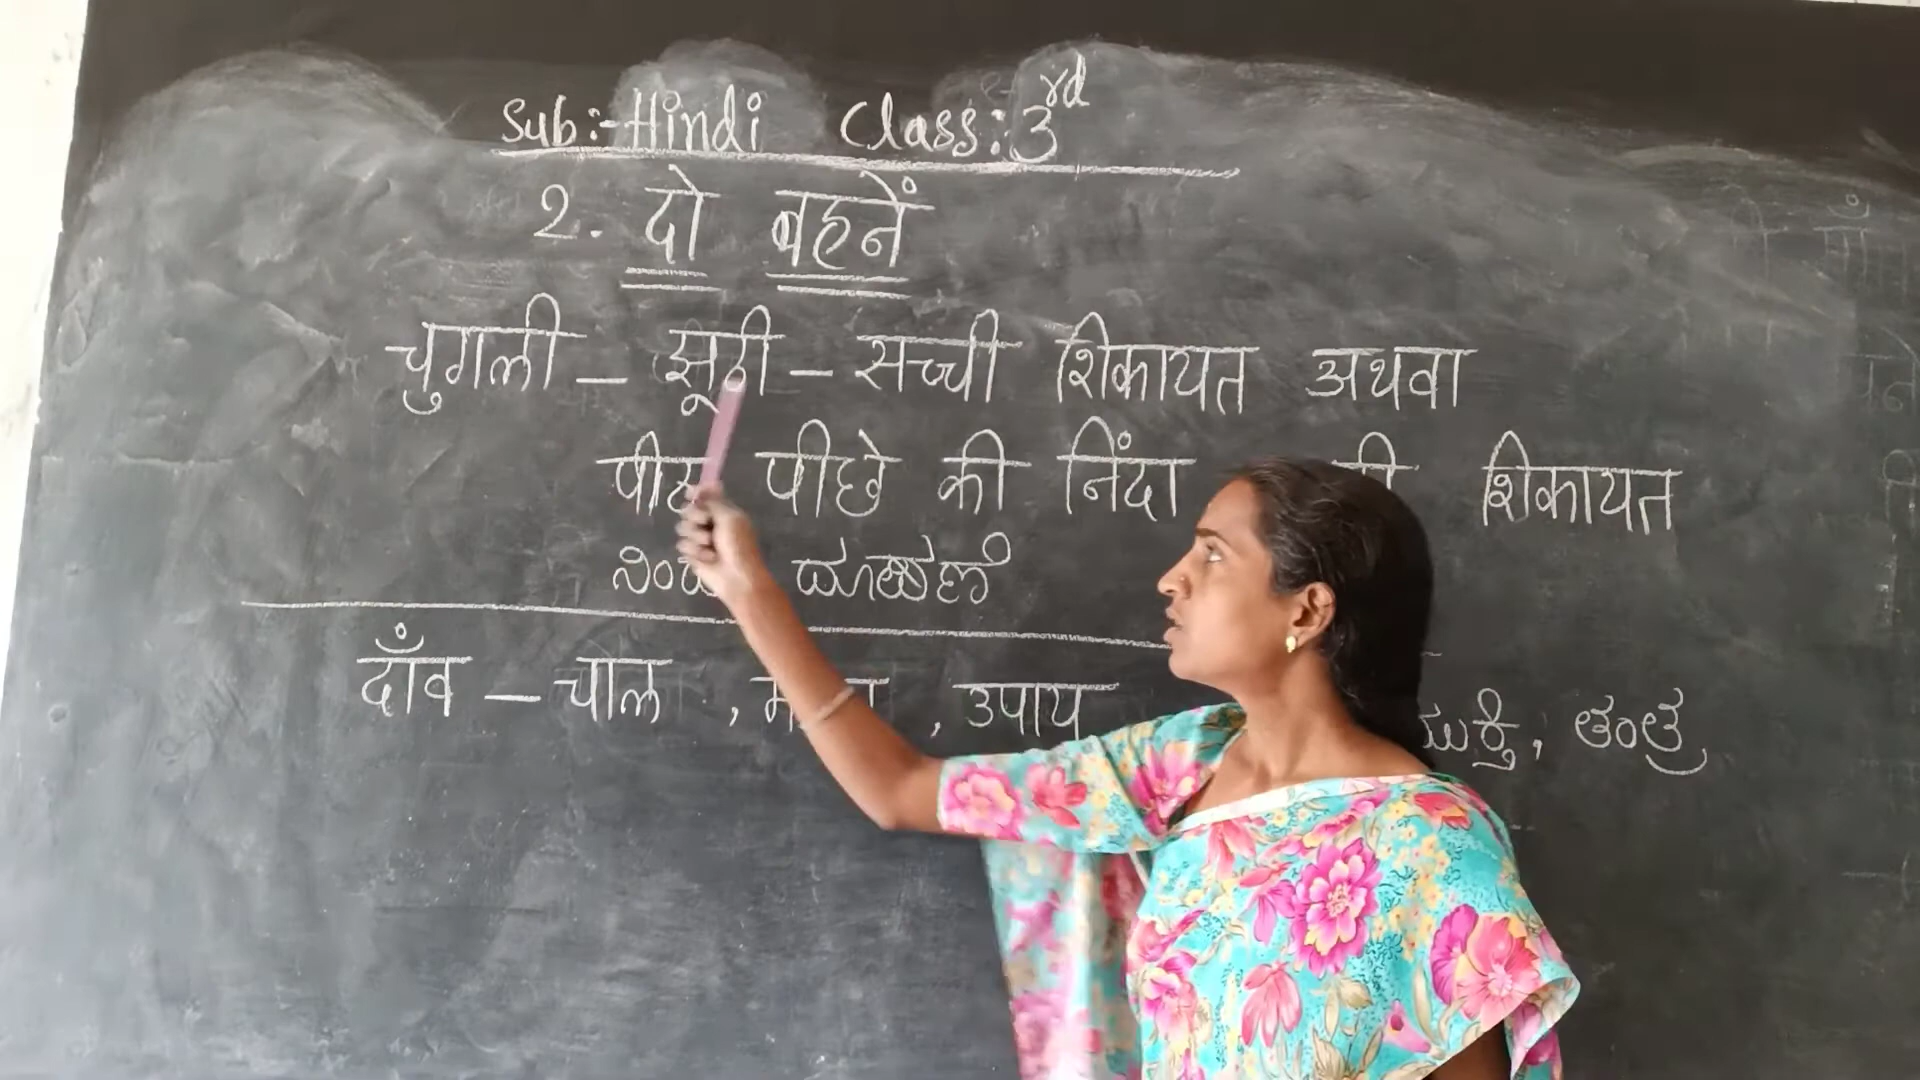 Sub:- Hindi Class: 3rd
2. दो बहनें
चुगली – झूठी – सच्ची शिकायत अथवा
पीठ पीछे की निंदा शिकायत
दाँव – चाल , , उपाय ಯುಕ್ತಿ, ತಂತ್ರ